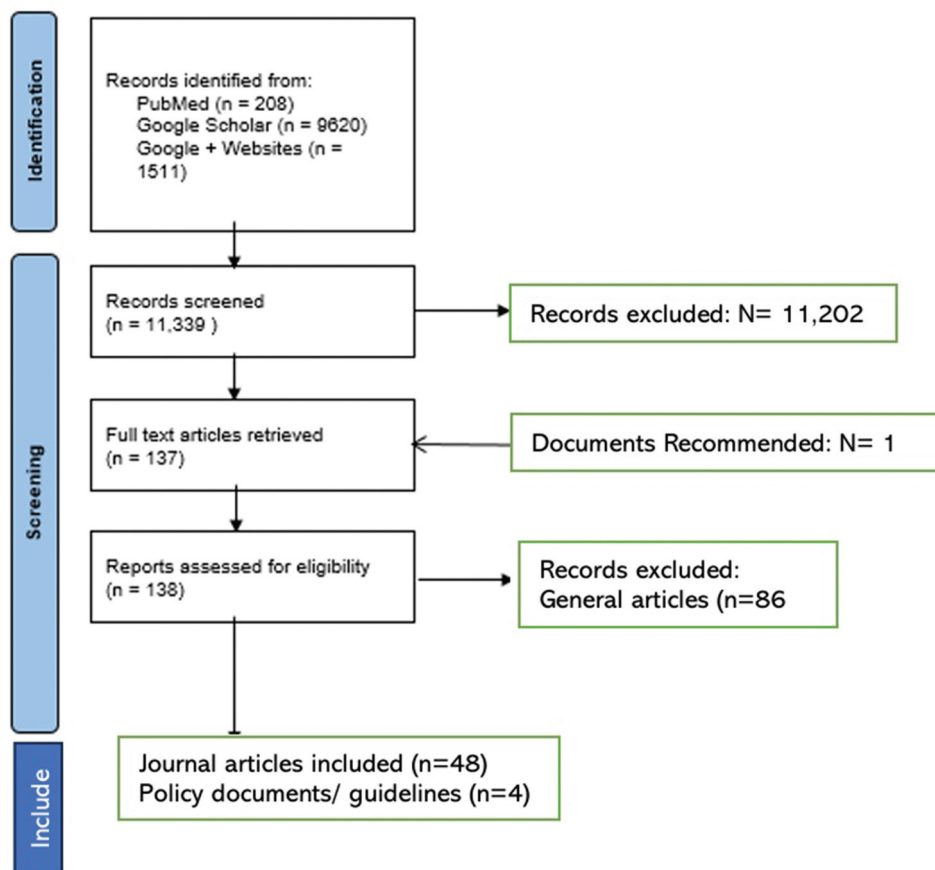 Identification
Records identified from:
PubMed (n = 208)
Google Scholar (n = 9620)
Google + Websites (n =
1511)
Screening
Records screened
(n = 11,339 )
Records excluded: N= 11,202
Full text articles retrieved
(n = 137)
Documents Recommended: N= 1
Reports assessed for eligibility
(n = 138)
Records excluded:
General articles (n=86
Include
Journal articles included (n=48)
Policy documents/ guidelines (n=4)